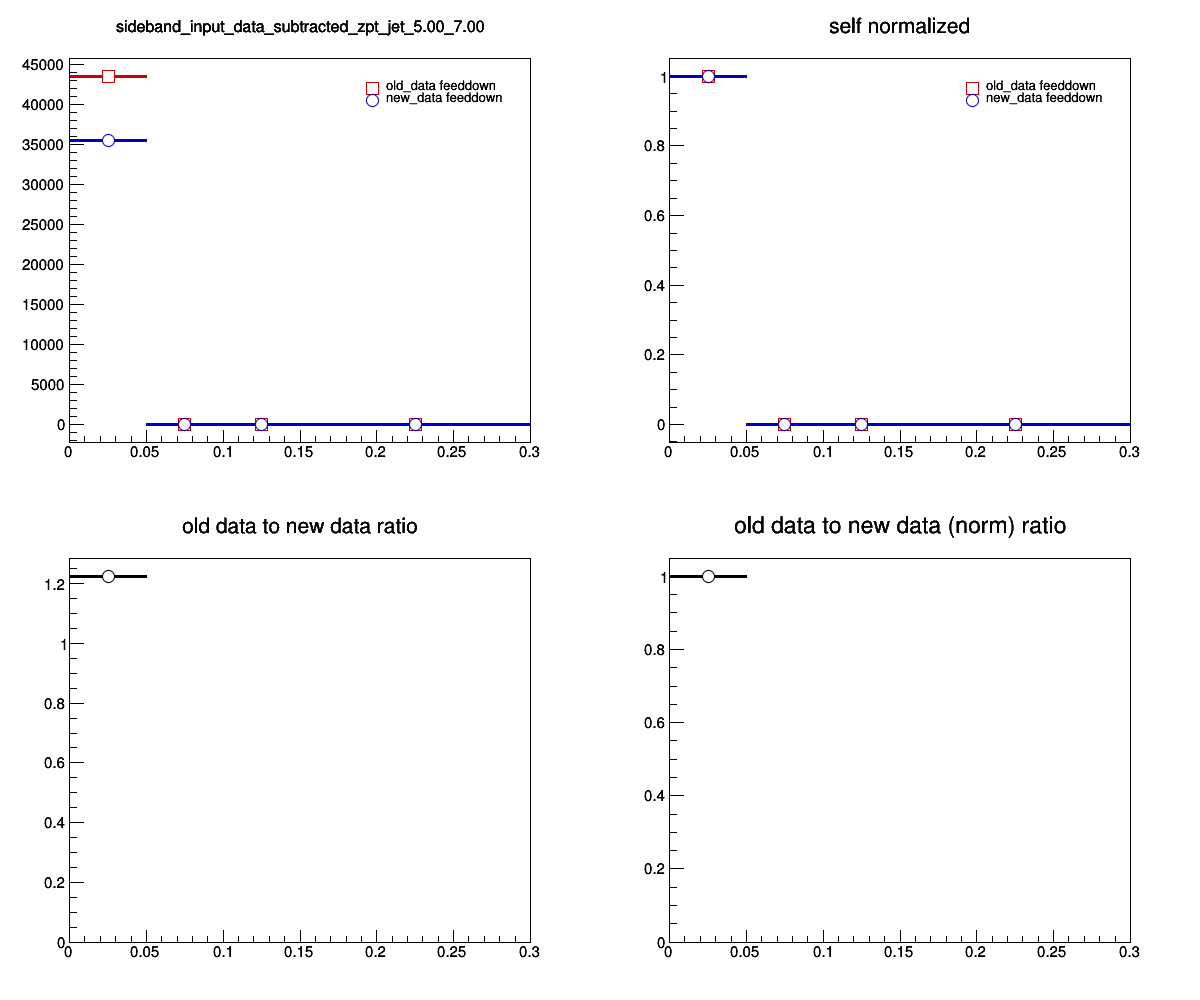 sideband_input_data_subtracted_zpt_jet_5.00_7.00
45000
40000
35000
30000
25000
20000
15000
10000
5000
0
0 0.05 0.1 0.15 0.2 0.25 0.3
old_data feeddown
new_data feeddown
self normalized
1
0.8
0.6
0.4
0.2
0
0 0.05 0.1 0.15 0.2 0.25 0.3
old_data feeddown
new_data feeddown
old data to new data ratio
1.2
1
0.8
0.6
0.4
0.2
0
0 0.05 0.1 0.15 0.2 0.25 0.3
old data to new data (norm) ratio
1
0.8
0.6
0.4
0.2
0
0 0.05 0.1 0.15 0.2 0.25 0.3